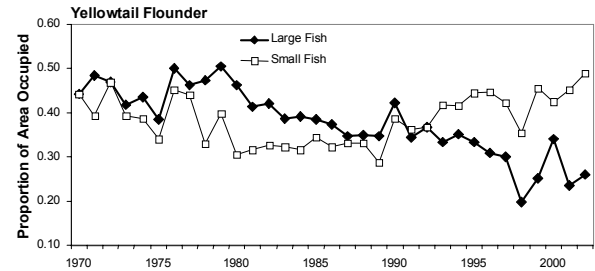 Yellowtail Flounder
Proportion of Area Occupied
0.60
0.50
0.40
0.30
0.20
0.10
Large Fish
Small Fish
1970 1975 1980 1985 1990 1995 2000